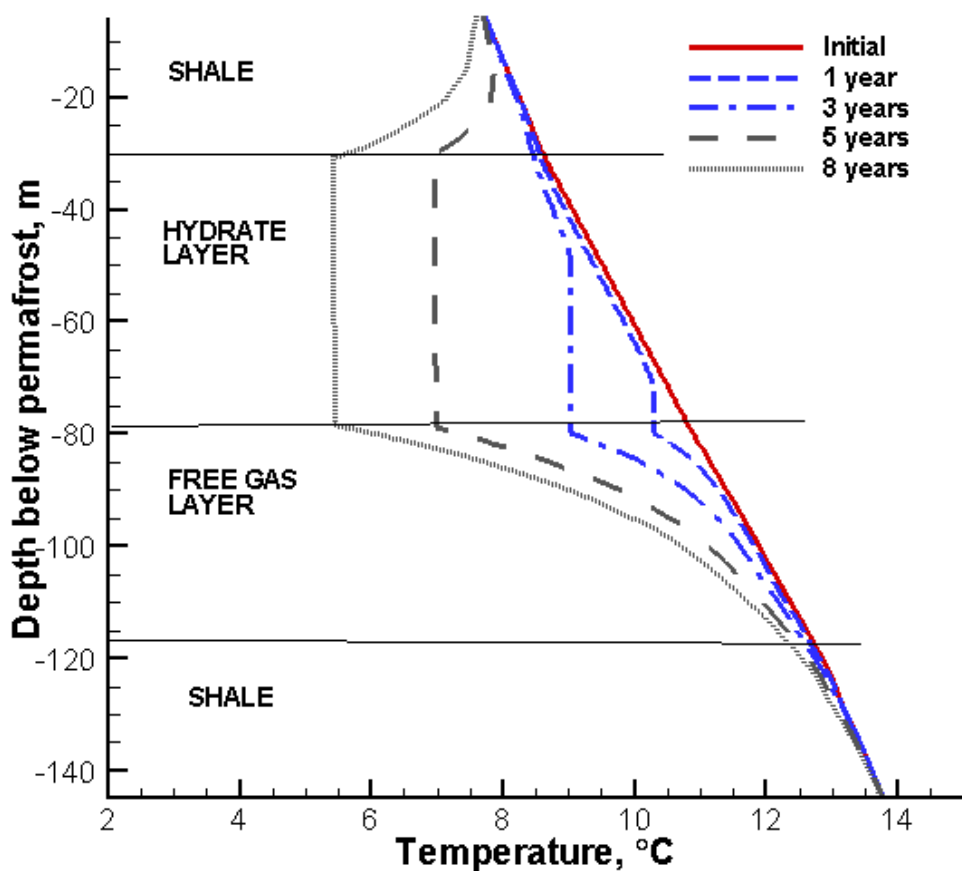 Initial
1 year
3 years
5 years
8 years
SHALE
HYDRATE
LAYER
FREE GAS
LAYER
SHALE
Depth below permafrost, m
-20
-40
-60
-80
-100
-120
-140
2
4
6
8
10
12
14
Temperature, °C